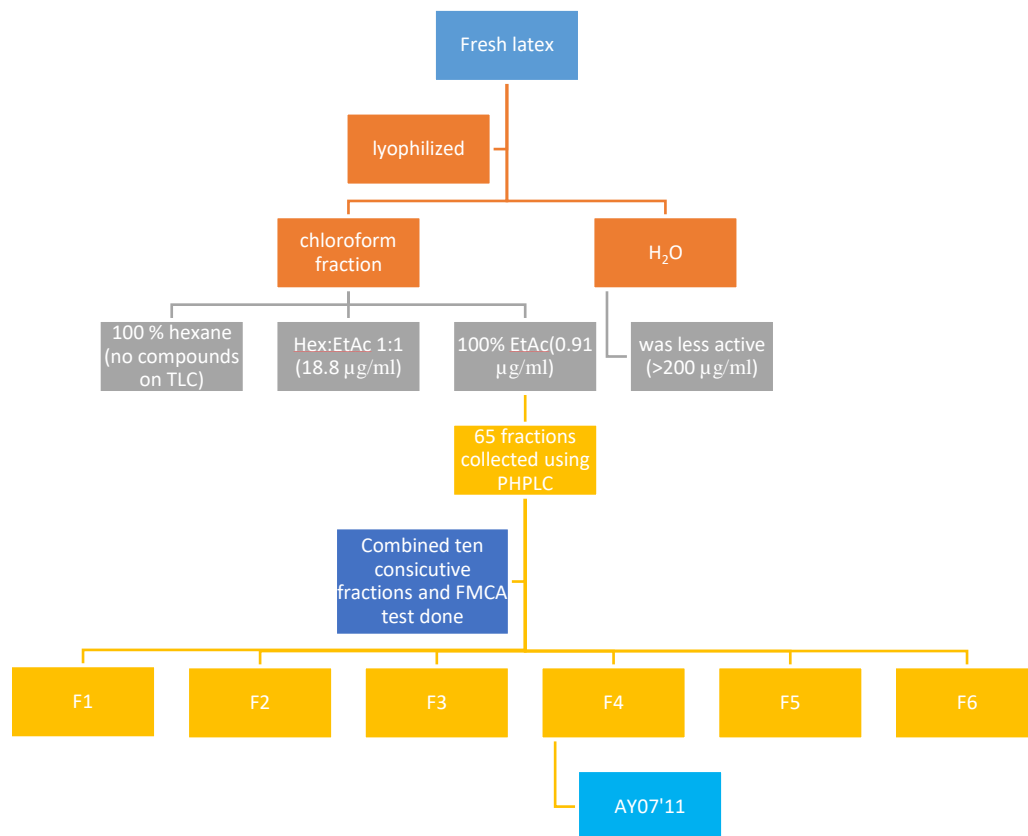 Fresh latex
lyophilized
chloroform
fraction
H₂O
100 % hexane
(no compounds
on TLC)
Hex:EtAc 1:1
(18.8 µg/ml)
100% EtAc(0.91
µg/ml)
was less active
(>200 µg/ml)
65 fractions
collected using
PHPLC
Combined ten
consicutive
fractions and FMCA
test done
F1
F2
F3
F4
F5
F6
AY07'11